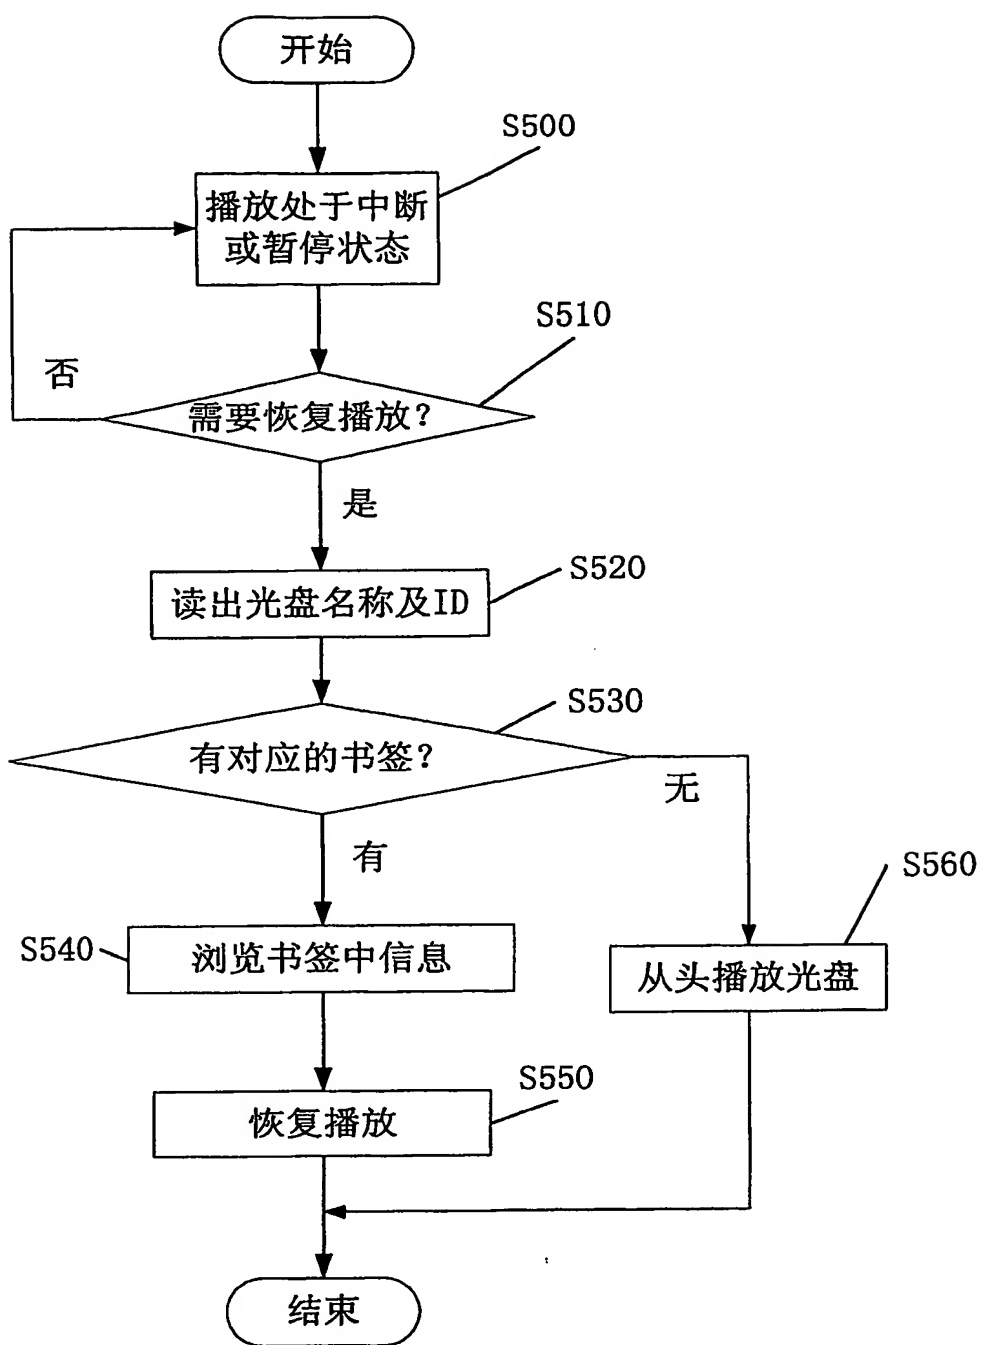 开始
S500
播放处于中断
或暂停状态
S510
否
需要恢复播放？
是
S520
读出光盘名称及ID
S530
有对应的书签？
无
有
S560
S540
浏览书签中信息
从头播放光盘
S550
恢复播放
结束